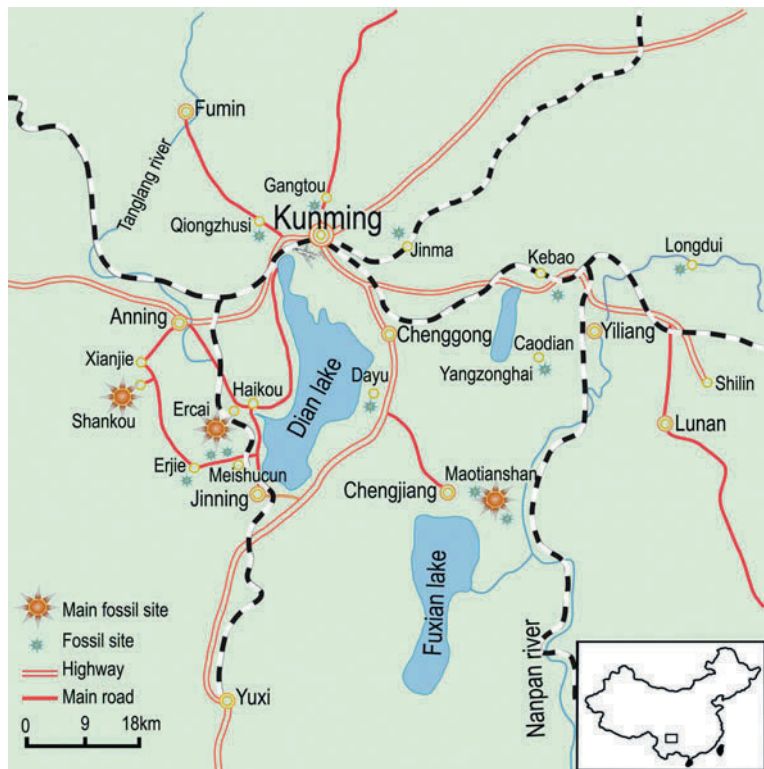 Fumin
Tanglang river
Gangtou
Qiongzhusi
Kunming
Jinma
Kebao
Longdui
Anning
Chenggong
Yiliang
Xianjie
Caodian
Yangzonghai
Shilin
Haikou
Dayu
Dian lake
Shankou
Ercai
Lunan
Erjie
Meishucun
Maotianshan
Jinning
Chengjiang
Fuxian lake
Nanpan river
Main fossil site
Fossil site
Highway
Main road
Yuxi
0 9 18km